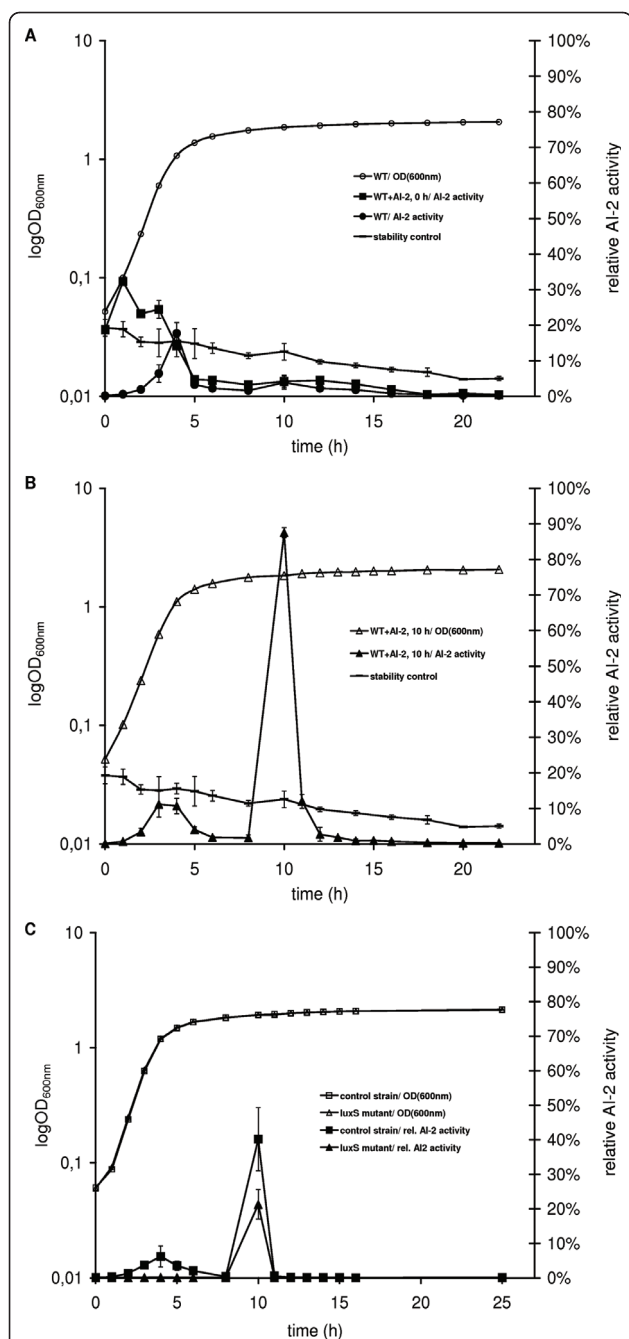 A
10
1
0,1
0,01
logOD600nm
100%
90%
80%
70%
60%
50%
40%
30%
20%
10%
0%
relative AI-2 activity
WT/ OD(600nm)
WT+AI-2, 0 h/ AI-2 activity
WT/ AI-2 activity
stability control
0 5 10 15 20
time (h)
B
10
1
0,1
0,01
logOD600nm
100%
90%
80%
70%
60%
50%
40%
30%
20%
10%
0%
relative AI-2 activity
WT+AI-2, 10 h/ OD(600nm)
WT+AI-2, 10 h/ AI-2 activity
stability control
0 5 10 15 20
time (h)
C
10
1
0,1
0,01
logOD600nm
100%
90%
80%
70%
60%
50%
40%
30%
20%
10%
0%
relative AI-2 activity
control strain/ OD(600nm)
luxS mutant/ OD(600nm)
control strain/ rel. AI-2 activity
luxS mutant/ rel. AI2 activity
0 5 10 15 20 25
time (h)